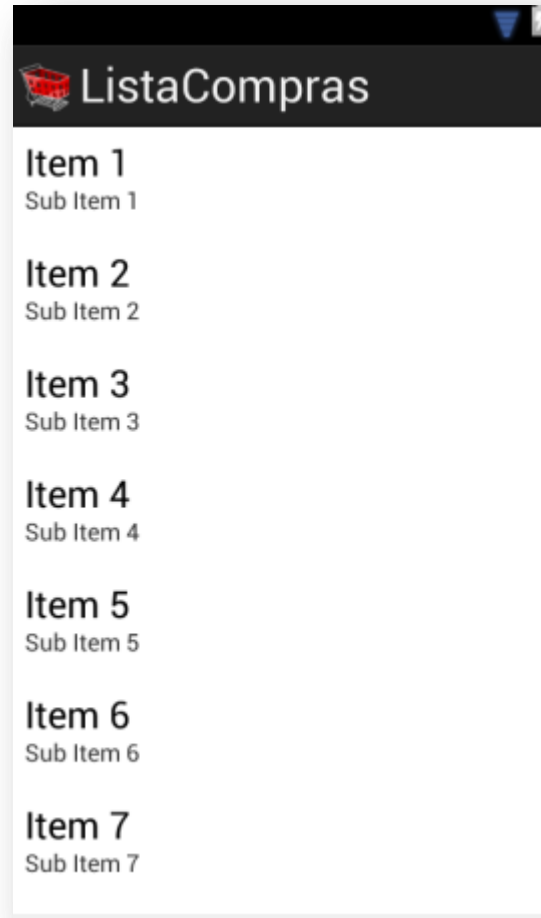 ListaCompras
Item 1
Sub Item 1
Item 2
Sub Item 2
Item 3
Sub Item 3
Item 4
Sub Item 4
Item 5
Sub Item 5
Item 6
Sub Item 6
Item 7
Sub Item 7